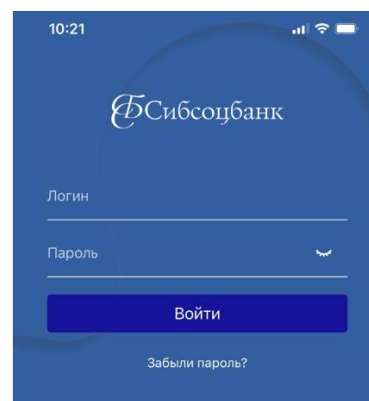 10:21
Сибсоцбанк
Логин
Пароль
Войти
Забыли пароль?